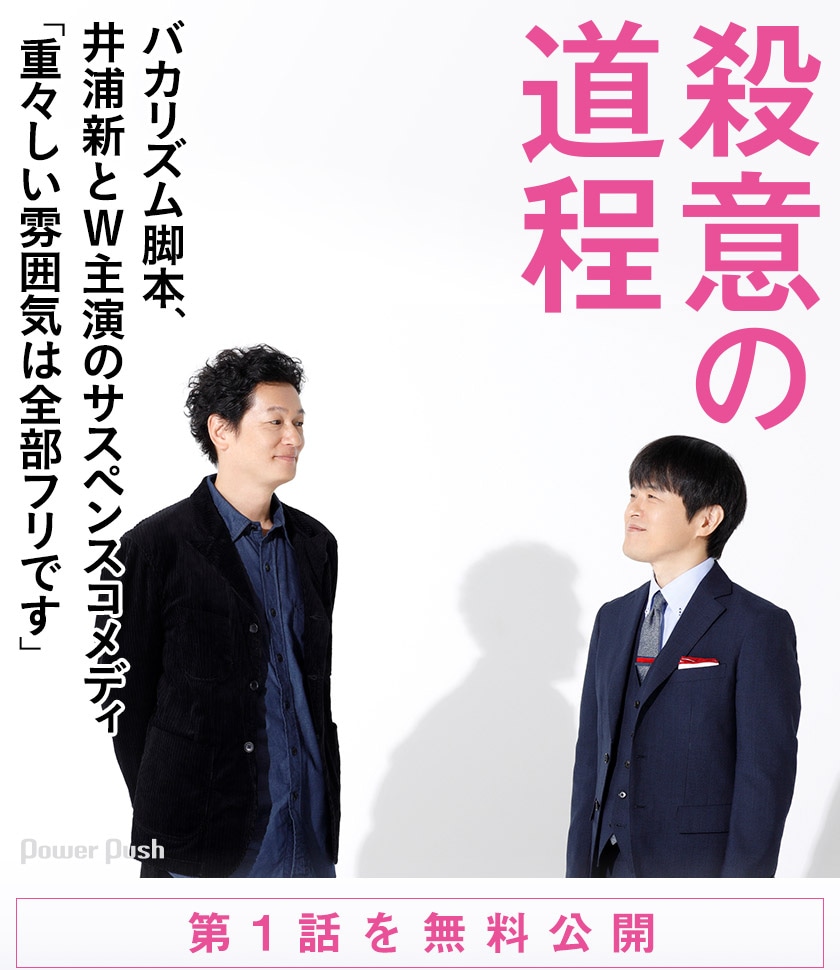 殺意の
道程
バカリズム脚本、
井浦新とW主演のサスペンスコメディ
「重々しい雰囲気は全部フリです」
Power Push
第1話を無料公開